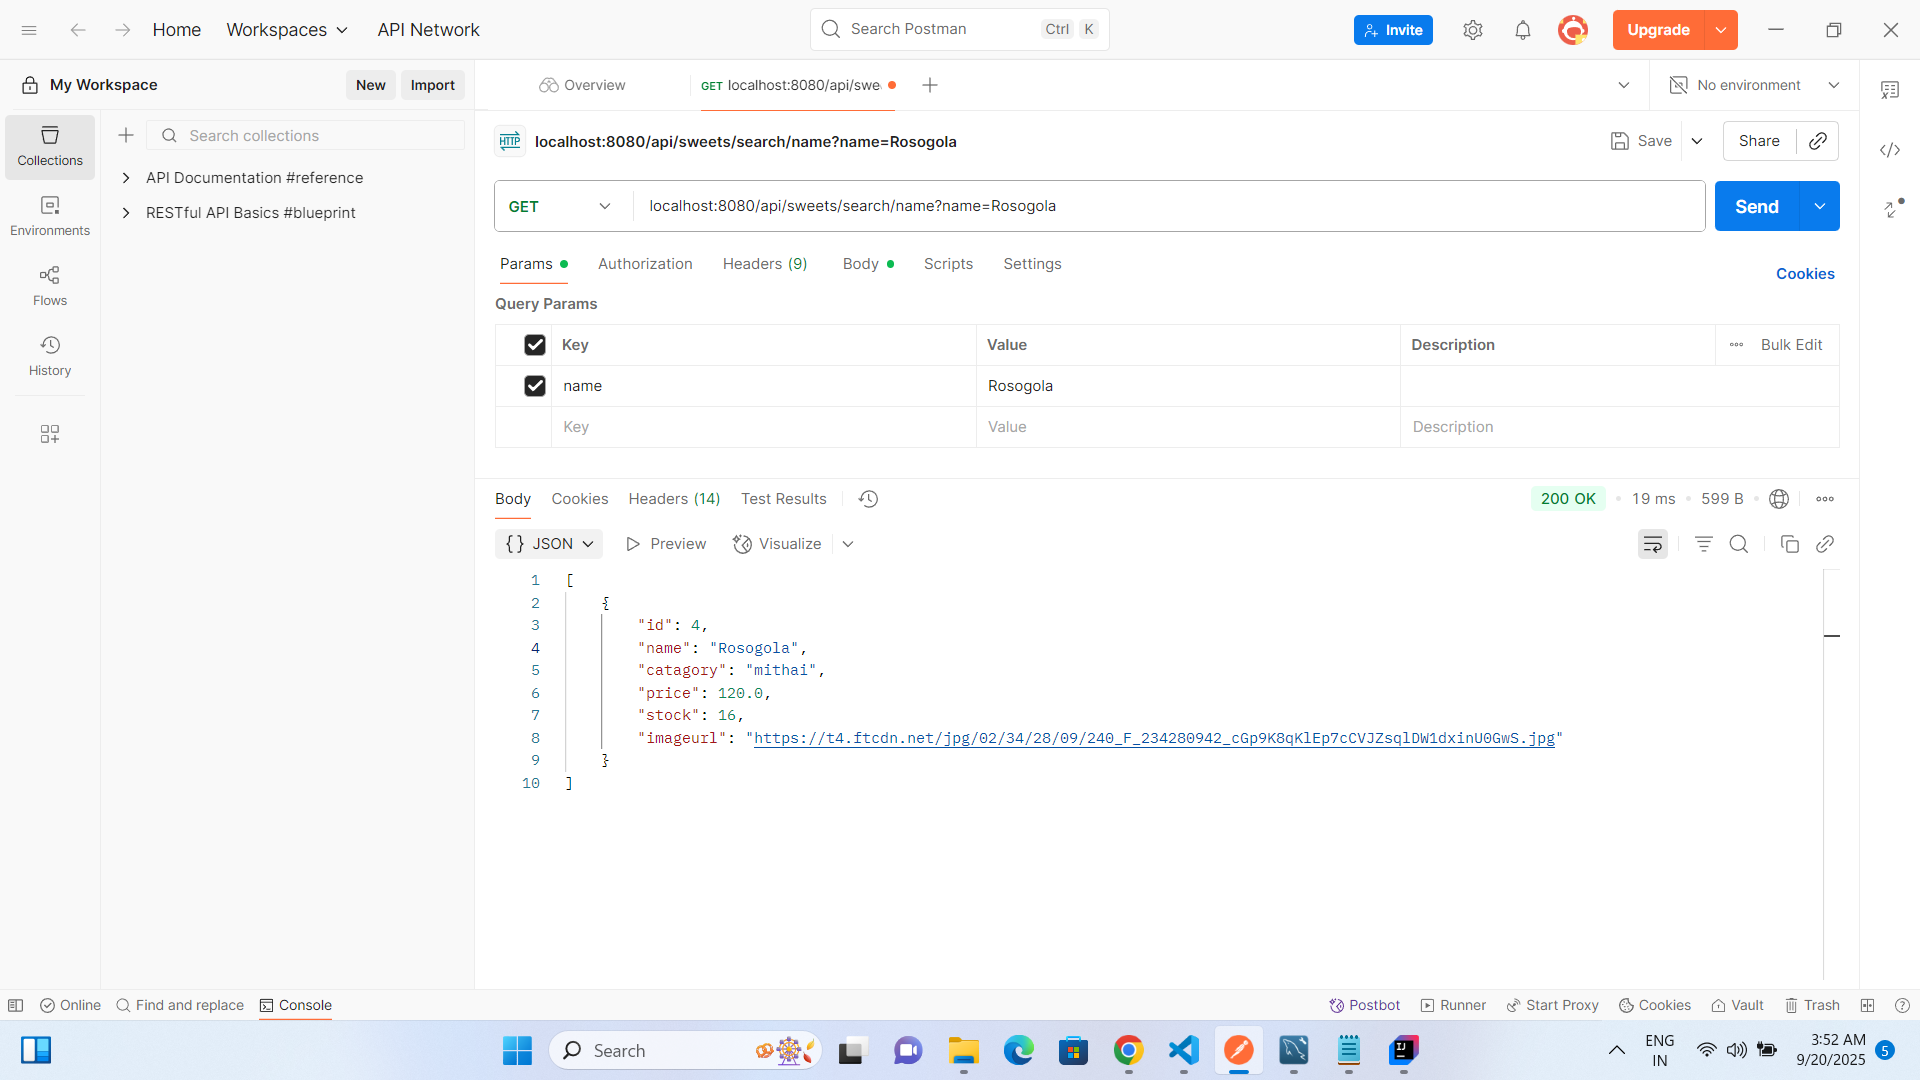 Home
Workspaces
API Network
Search Postman
Ctrl K
Invite
Upgrade
My Workspace
New
Import
Overview
GET localhost:8080/api/swe
No environment
Collections
Environments
Flows
History
Search collections
API Documentation #reference
RESTful API Basics #blueprint
HTTP
localhost:8080/api/sweets/search/name?name=Rosogola
Save
Share
GET
localhost:8080/api/sweets/search/name?name=Rosogola
Send
Params
Authorization
Headers (9)
Body
Scripts
Settings
Cookies
Query Params
Key Value Description
Bulk Edit
name Rosogola
Key Value Description
Body
Cookies
Headers (14)
Test Results
200 OK
19 ms
599 B
{} JSON
Preview
Visualize
1 [
2 {
3 "id": 4,
4 "name": "Rosogola",
5 "catagory": "mithai",
6 "price": 120.0,
7 "stock": 16,
8 "imageurl": "https://t4.ftcdn.net/jpg/02/34/28/09/240_F_234280942_cGp9K8qKlEp7cCVJZsqlDW1dxinU0GwS.jpg"
9 }
10 ]
Online
Find and replace
Console
Postbot
Runner
Start Proxy
Cookies
Vault
Trash
Search
IJ
ENG
IN
3:52 AM
9/20/2025
5